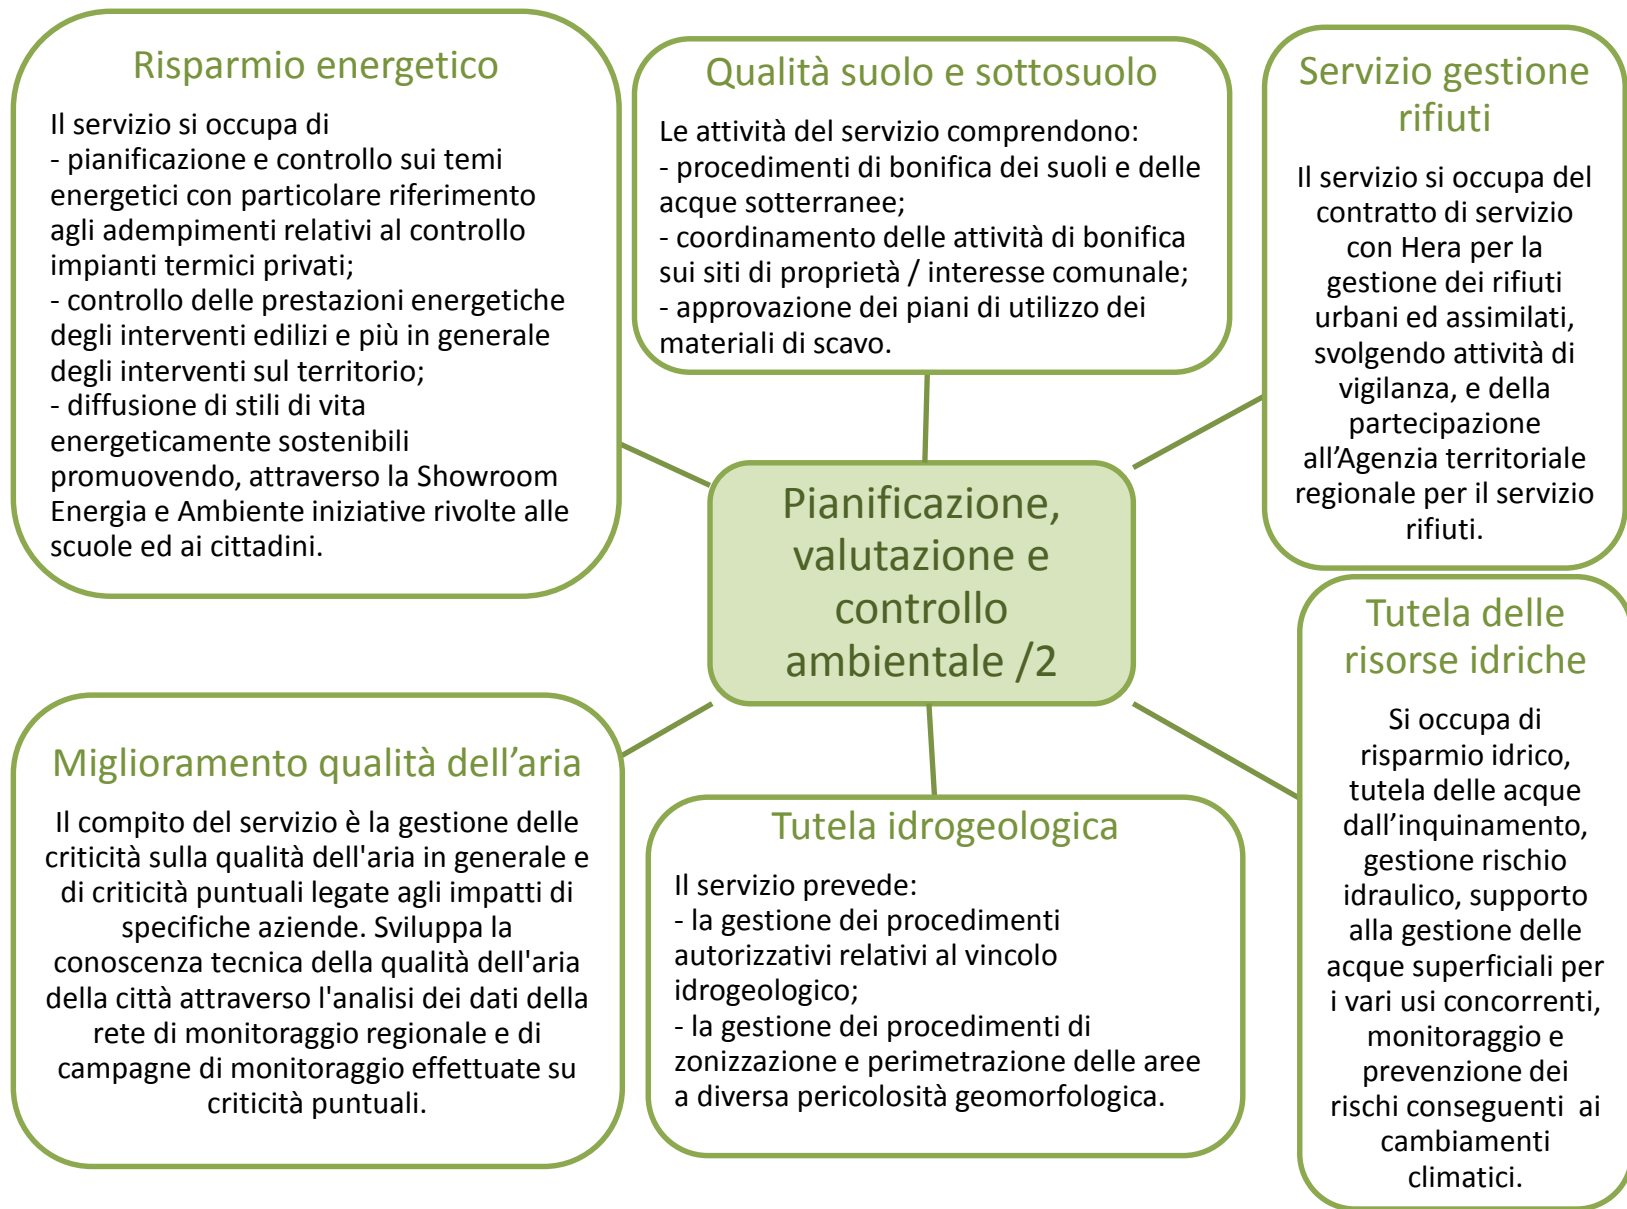 Risparmio energetico
Il servizio si occupa di
- pianificazione e controllo sui temi
energetici con particolare riferimento
agli adempimenti relativi al controllo
impianti termici privati;
- controllo delle prestazioni energetiche
degli interventi edilizi e più in generale
degli interventi sul territorio;
- diffusione di stili di vita
energeticamente sostenibili
promuovendo, attraverso la Showroom
Energia e Ambiente iniziative rivolte alle
scuole ed ai cittadini.
Qualità suolo e sottosuolo
Le attività del servizio comprendono:
- procedimenti di bonifica dei suoli e delle
acque sotterranee;
- coordinamento delle attività di bonifica
sui siti di proprietà / interesse comunale;
- approvazione dei piani di utilizzo dei
materiali di scavo.
Servizio gestione
rifiuti
Il servizio si occupa del
contratto di servizio
con Hera per la
gestione dei rifiuti
urbani ed assimilati,
svolgendo attività di
vigilanza, e della
partecipazione
all’Agenzia territoriale
regionale per il servizio
rifiuti.
Pianificazione,
valutazione e
controllo
ambientale /2
Miglioramento qualità dell’aria
Il compito del servizio è la gestione delle
criticità sulla qualità dell'aria in generale e
di criticità puntuali legate agli impatti di
specifiche aziende. Sviluppa la
conoscenza tecnica della qualità dell'aria
della città attraverso l'analisi dei dati della
rete di monitoraggio regionale e di
campagne di monitoraggio effettuate su
criticità puntuali.
Tutela idrogeologica
Il servizio prevede:
- la gestione dei procedimenti
autorizzativi relativi al vincolo
idrogeologico;
- la gestione dei procedimenti di
zonizzazione e perimetrazione delle aree
a diversa pericolosità geomorfologica.
Tutela delle
risorse idriche
Si occupa di
risparmio idrico,
tutela delle acque
dall’inquinamento,
gestione rischio
idraulico, supporto
alla gestione delle
acque superficiali per
i vari usi concorrenti,
monitoraggio e
prevenzione dei
rischi conseguenti  ai
cambiamenti
climatici.